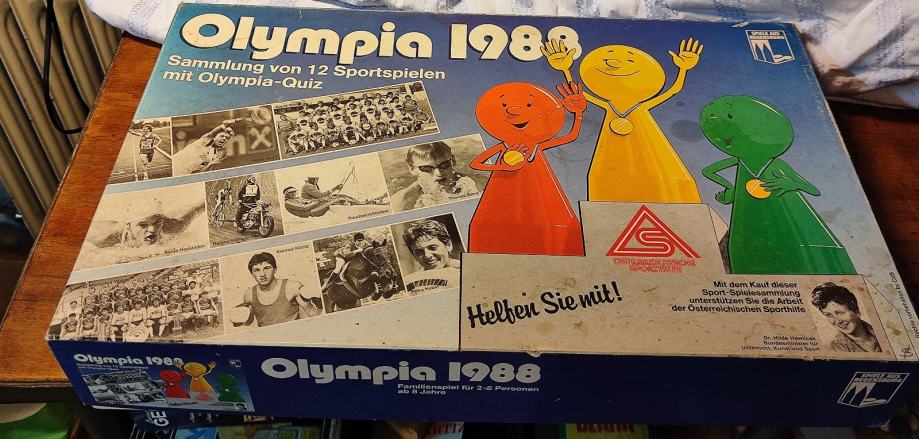 Olympia 1988
Sammlung von 12 Sportspielen
mit Olympia-Quiz
SPIELE AUS
REGENSBURG
Konrad König
ÖSTERREICHISCHE
SPORTHILFE
Helfen Sie mit!
Mit dem Kauf dieser
Sport-Spielesammlung
unterstützen Sie die Arbeit
der Österreichischen Sporthilfe
Dr. Hilde Hawlicek
Bundesminister für
Unterricht, Kunst und Sport
Olympia 1988
Olympia 1988
Familienspiel für 2-6 Personen
ab 8 Jahre
SPIELE AUS
REGENSBURG